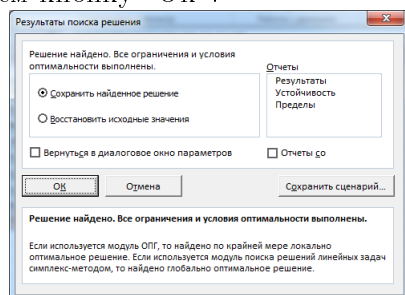 кнопку "ОК".
Результаты поиска решения
Решение найдено. Все ограничения и условия
оптимальности выполнены.
Отчеты
Результаты
Устойчивость
Пределы
Сохранить найденное решение
Восстановить исходные значения
Вернуться в диалоговое окно параметров
Отчеты со
ОК
Отмена
Сохранить сценарий...
Решение найдено. Все ограничения и условия оптимальности выполнены.
Если используется модуль ОПГ, то найдено по крайней мере локально
оптимальное решение. Если используется модуль поиска решений линейных задач
симплекс-методом, то найдено глобально оптимальное решение.